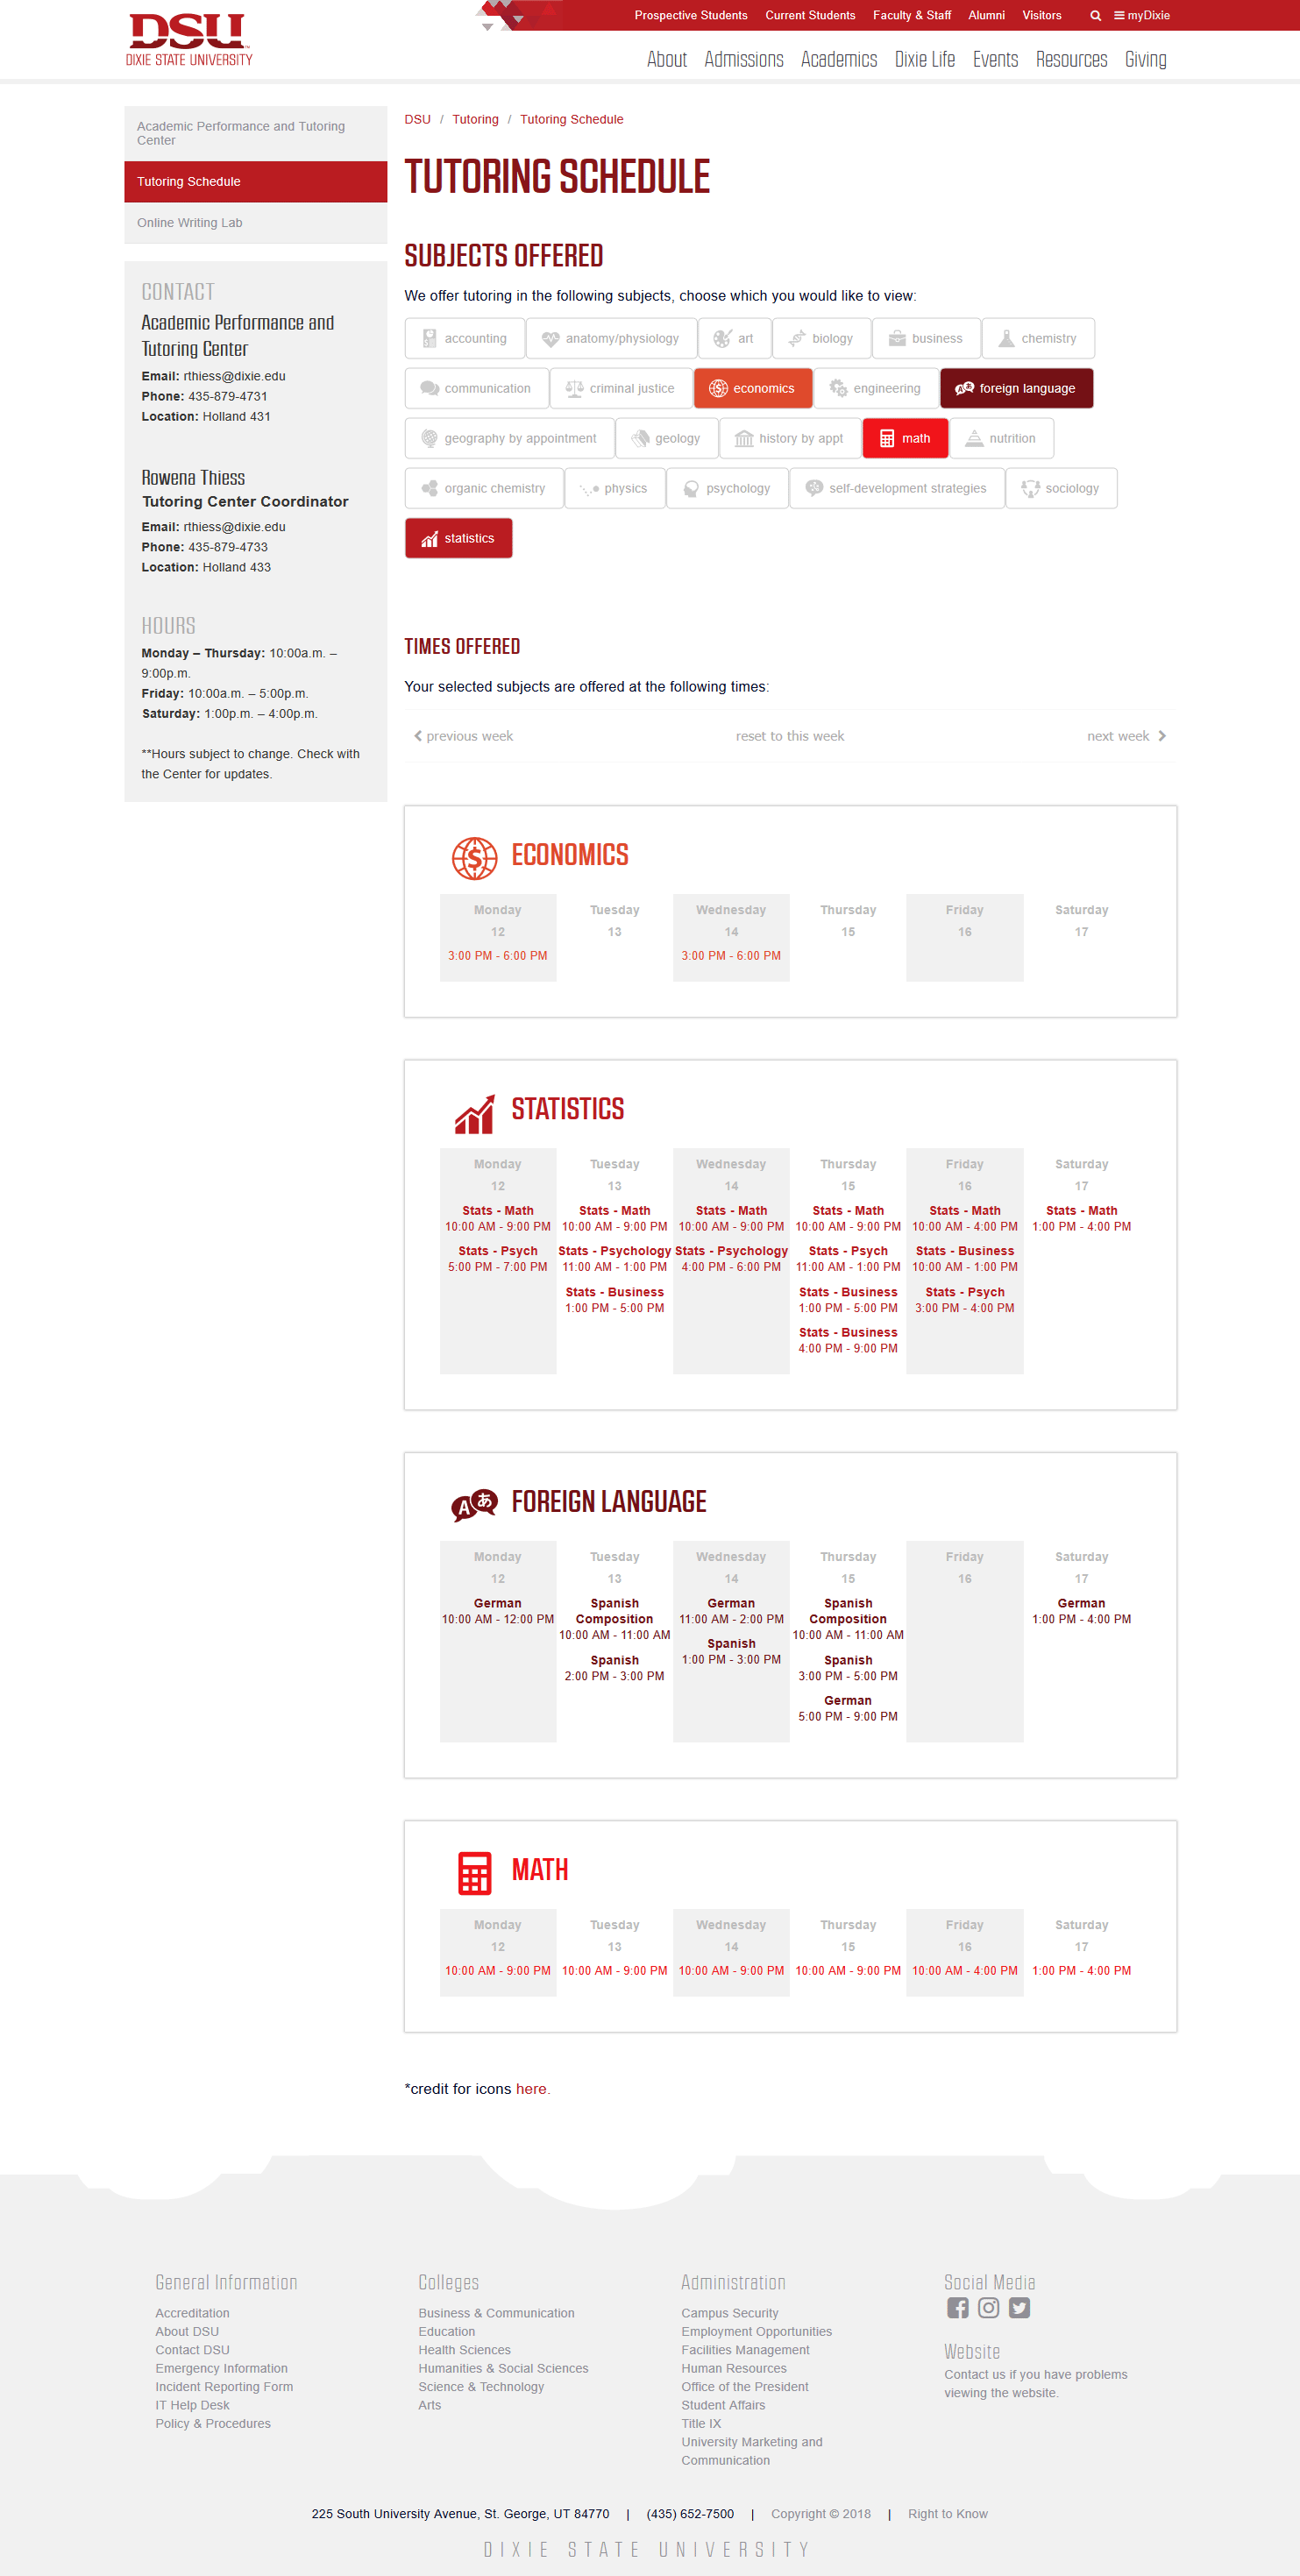 DSU
DIXIE STATE UNIVERSITY
Prospective Students Current Students Faculty & Staff Alumni Visitors myDixie
About Admissions Academics Dixie Life Events Resources Giving
Academic Performance and Tutoring
Center
Tutoring Schedule
Online Writing Lab
CONTACT
Academic Performance and
Tutoring Center
Email: rthiess@dixie.edu
Phone: 435-879-4731
Location: Holland 431
Rowena Thiess
Tutoring Center Coordinator
Email: rthiess@dixie.edu
Phone: 435-879-4733
Location: Holland 433
HOURS
Monday – Thursday: 10:00a.m. –
9:00p.m.
Friday: 10:00a.m. – 5:00p.m.
Saturday: 1:00p.m. – 4:00p.m.
**Hours subject to change. Check with
the Center for updates.
DSU / Tutoring / Tutoring Schedule
TUTORING SCHEDULE
SUBJECTS OFFERED
We offer tutoring in the following subjects, choose which you would like to view:
accounting anatomy/physiology art biology business chemistry
communication criminal justice economics engineering foreign language
geography by appointment geology history by appt math nutrition
organic chemistry physics psychology self-development strategies sociology
statistics
TIMES OFFERED
Your selected subjects are offered at the following times:
previous week reset to this week next week
ECONOMICS
Monday Tuesday Wednesday Thursday Friday Saturday
12 13 14 15 16 17
3:00 PM - 6:00 PM 3:00 PM - 6:00 PM
STATISTICS
Monday Tuesday Wednesday Thursday Friday Saturday
12 13 14 15 16 17
Stats - Math Stats - Math Stats - Math Stats - Math Stats - Math Stats - Math
10:00 AM - 9:00 PM 10:00 AM - 9:00 PM 10:00 AM - 9:00 PM 10:00 AM - 9:00 PM 10:00 AM - 4:00 PM 1:00 PM - 4:00 PM
Stats - Psych Stats - Psychology Stats - Psychology Stats - Psych Stats - Business
5:00 PM - 7:00 PM 11:00 AM - 1:00 PM 4:00 PM - 6:00 PM 11:00 AM - 1:00 PM 10:00 AM - 1:00 PM
Stats - Business Stats - Business Stats - Psych
1:00 PM - 5:00 PM 1:00 PM - 5:00 PM 3:00 PM - 4:00 PM
Stats - Business
4:00 PM - 9:00 PM
A あ
FOREIGN LANGUAGE
Monday Tuesday Wednesday Thursday Friday Saturday
12 13 14 15 16 17
German Spanish German Spanish German
10:00 AM - 12:00 PM Composition 11:00 AM - 2:00 PM Composition 1:00 PM - 4:00 PM
10:00 AM - 11:00 AM Spanish 10:00 AM - 11:00 AM
Spanish 1:00 PM - 3:00 PM Spanish
2:00 PM - 3:00 PM 3:00 PM - 5:00 PM
German
5:00 PM - 9:00 PM
MATH
Monday Tuesday Wednesday Thursday Friday Saturday
12 13 14 15 16 17
10:00 AM - 9:00 PM 10:00 AM - 9:00 PM 10:00 AM - 9:00 PM 10:00 AM - 9:00 PM 10:00 AM - 4:00 PM 1:00 PM - 4:00 PM
*credit for icons here.
General Information
Accreditation
About DSU
Contact DSU
Emergency Information
Incident Reporting Form
IT Help Desk
Policy & Procedures
Colleges
Business & Communication
Education
Health Sciences
Humanities & Social Sciences
Science & Technology
Arts
Administration
Campus Security
Employment Opportunities
Facilities Management
Human Resources
Office of the President
Student Affairs
Title IX
University Marketing and
Communication
Social Media
Website
Contact us if you have problems
viewing the website.
225 South University Avenue, St. George, UT 84770 | (435) 652-7500 | Copyright © 2018 | Right to Know
DIXIE STATE UNIVERSITY